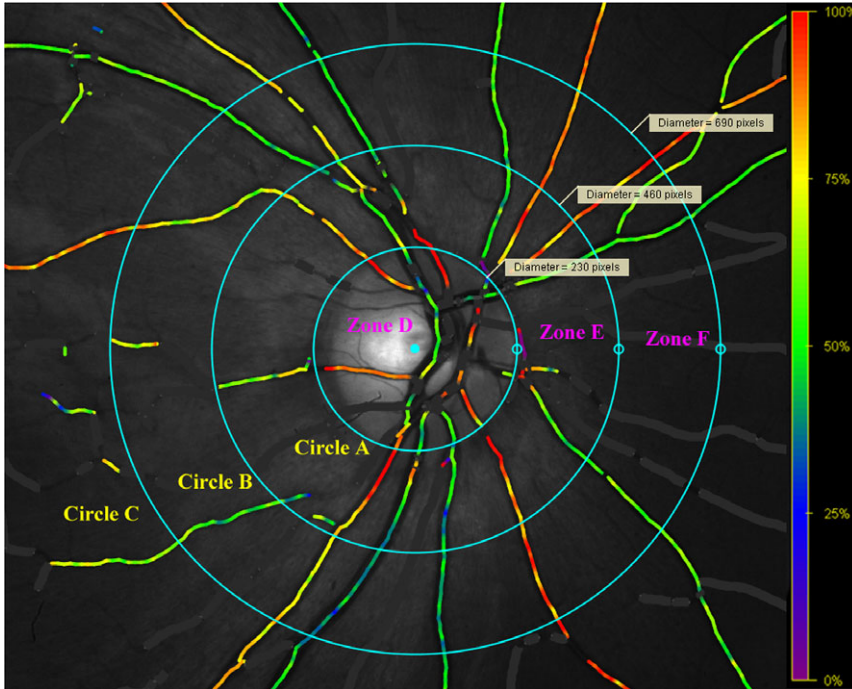 100%
Diameter = 690 pixels
75%
Diameter = 460 pixels
Diameter = 230 pixels
Zone D
Zone E
Zone F
50%
Circle A
Circle B
Circle C
25%
0%